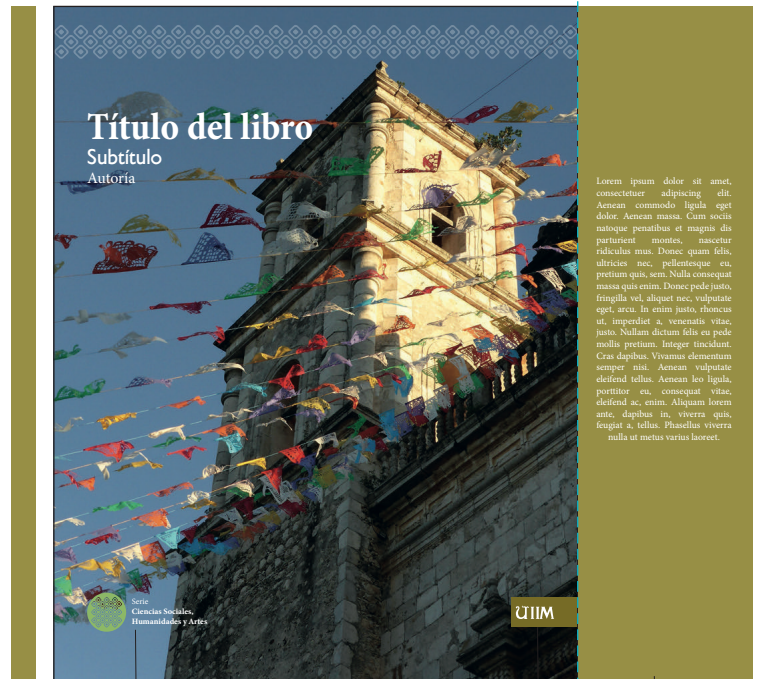 Título del libro
Subtítulo
Autoría
Serie
Ciencias Sociales,
Humanidades y Artes
UIIM
Lorem ipsum dolor sit amet,
consectetuer adipiscing elit.
Aenean commodo ligula eget
dolor. Aenean massa. Cum sociis
natoque penatibus et magnis dis
parturient montes, nascetur
ridiculus mus. Donec quam felis,
ultricies nec, pellentesque eu,
pretium quis, sem. Nulla consequat
massa quis enim. Donec pede justo,
fringilla vel, aliquet nec, vulputate
eget, arcu. In enim justo, rhoncus
ut, imperdiet a, venenatis vitae,
justo. Nullam dictum felis eu pede
mollis pretium. Integer tincidunt.
Cras dapibus. Vivamus elementum
semper nisi. Aenean vulputate
eleifend tellus. Aenean leo ligula,
porttitor eu, consequat vitae,
eleifend ac, enim. Aliquam lorem
ante, dapibus in, viverra quis,
feugiat a, tellus. Phasellus viverra
nulla ut metus varius laoreet.